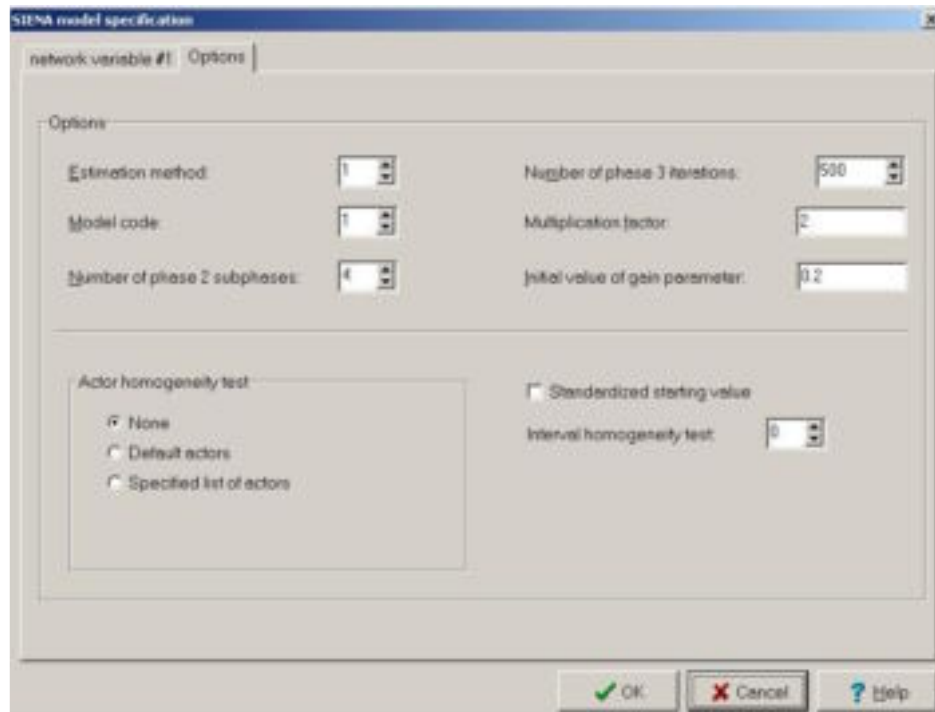 SIENA model specification
network variable #1 Options
Options
Estimation method: 1
Number of phase 3 iterations: 500
Model code: 1
Multiplication factor: 2
Number of phase 2 subphases: 4
Initial value of gain parameter: 0.2
Actor homogeneity test
None
Default actors
Specified list of actors
Standardized starting value
Interval homogeneity test: 0
OK
Cancel
Help